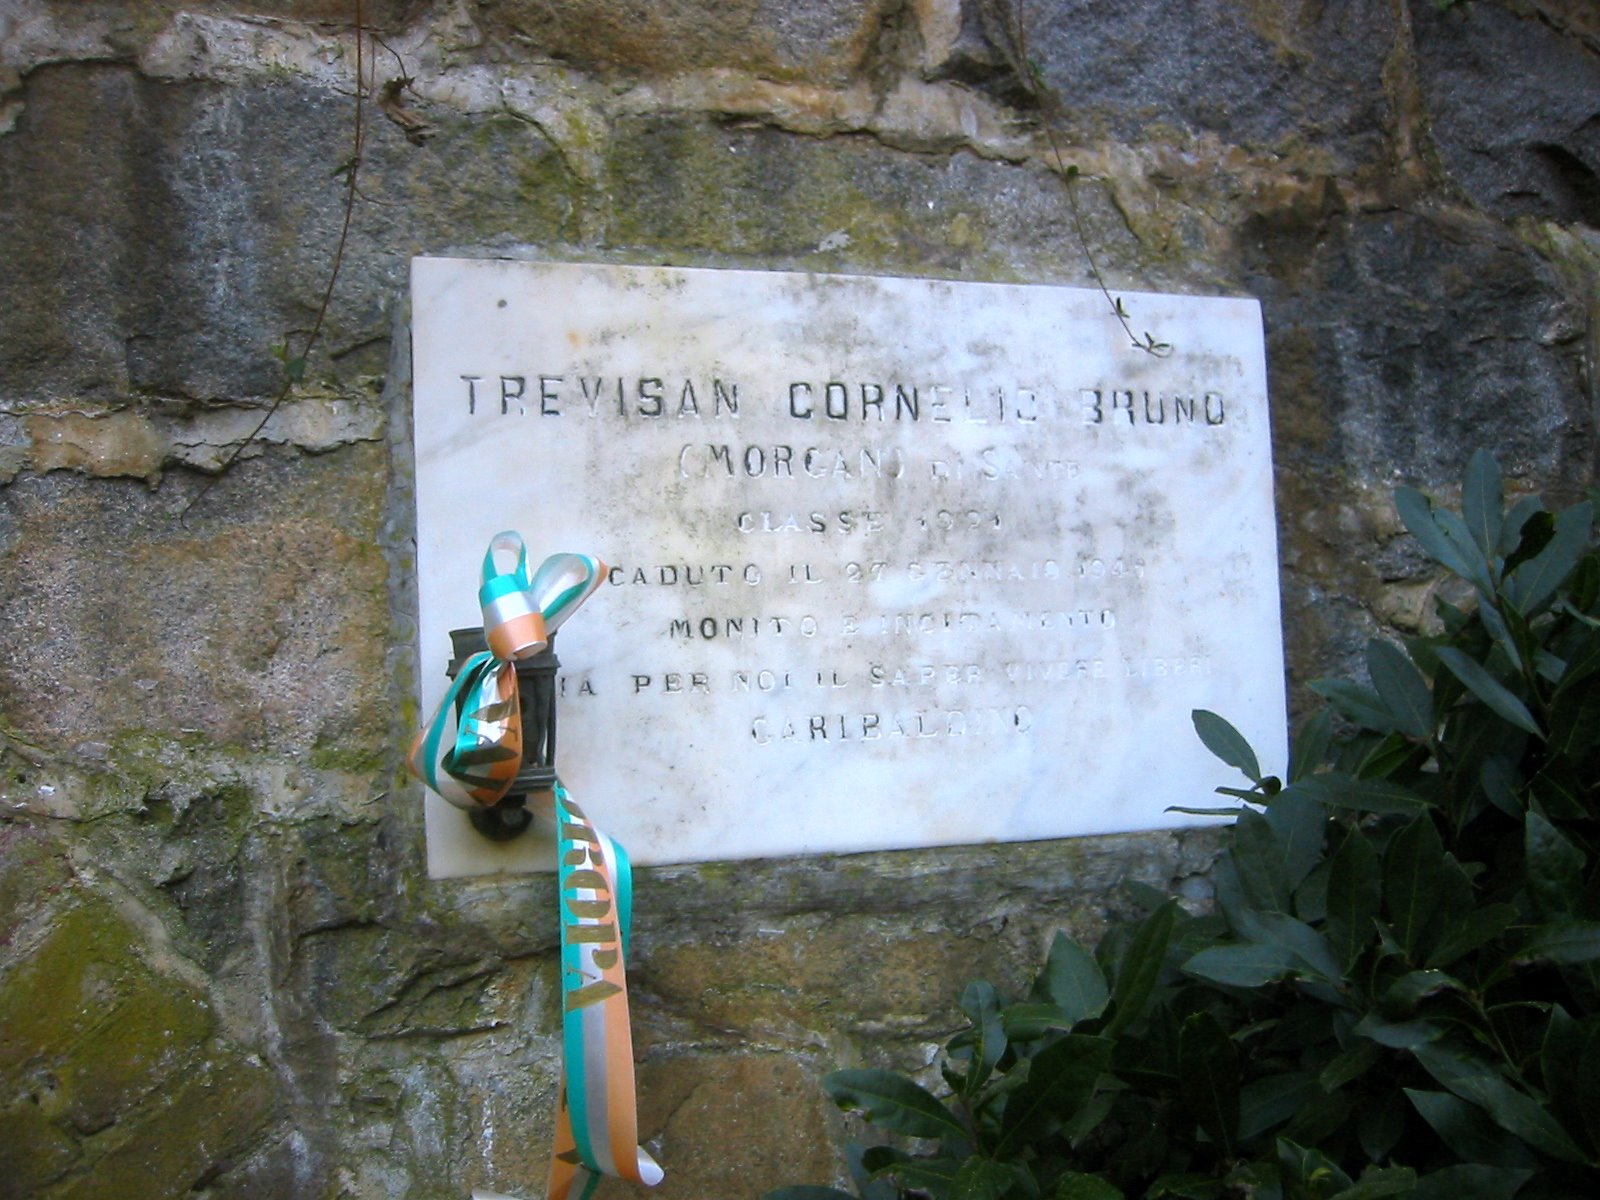 TREVISAN CORNELIO BRUNO
(MORGAN) DI SANTE
CLASSE
CADUTO IL 27 GENNAIO
MONITO E INCITAMENTO
PER NOI IL SAPER VIVERE LIBERI
GARIBALDINO